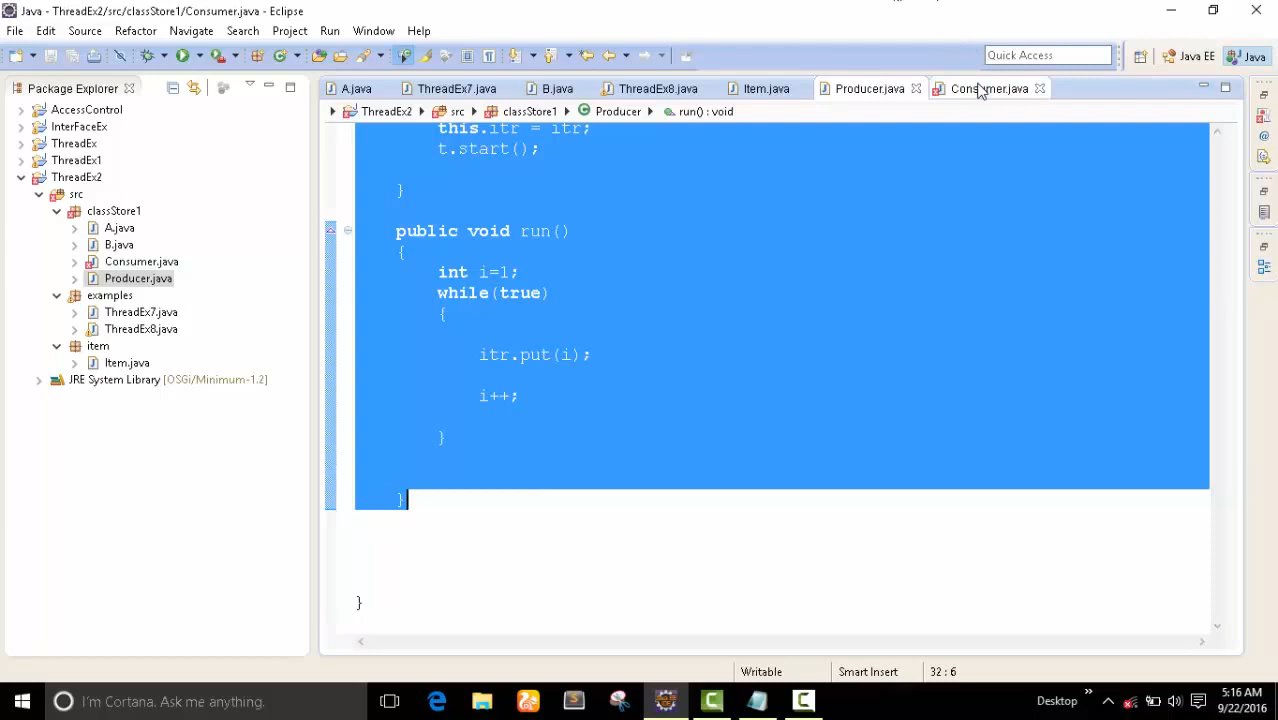 Java - ThreadEx2/src/classStore1/Consumer.java - Eclipse
File Edit Source Refactor Navigate Search Project Run Window Help
Quick Access
Java EE
Java
Package Explorer
A.java
ThreadEx7.java
B.java
ThreadEx8.java
Item.java
Producer.java
Consumer.java
ThreadEx2 src classStore1 Producer run() : void
AccessControl
InterFaceEx
ThreadEx
ThreadEx1
ThreadEx2
src
classStore1
A.java
B.java
Consumer.java
Producer.java
examples
ThreadEx7.java
ThreadEx8.java
item
Item.java
JRE System Library [OSGi/Minimum-1.2]
this.itr = itr;
t.start();
}
public void run()
{
int i=1;
while(true)
{
itr.put(i);
i++;
}
}
}
Writable
Smart Insert
32 : 6
I'm Cortana. Ask me anything.
Desktop
5:16 AM
9/22/2016